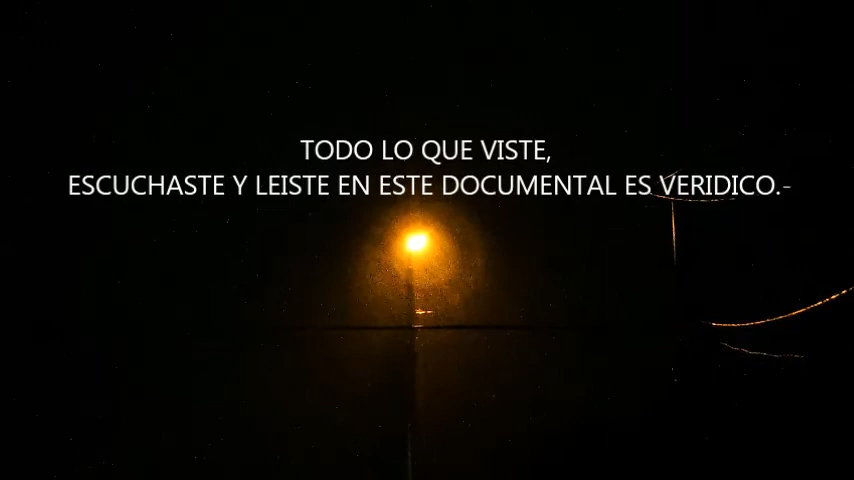 TODO LO QUE VISTE,
ESCUCHASTE Y LEISTE EN ESTE DOCUMENTAL ES VERIDICO.-